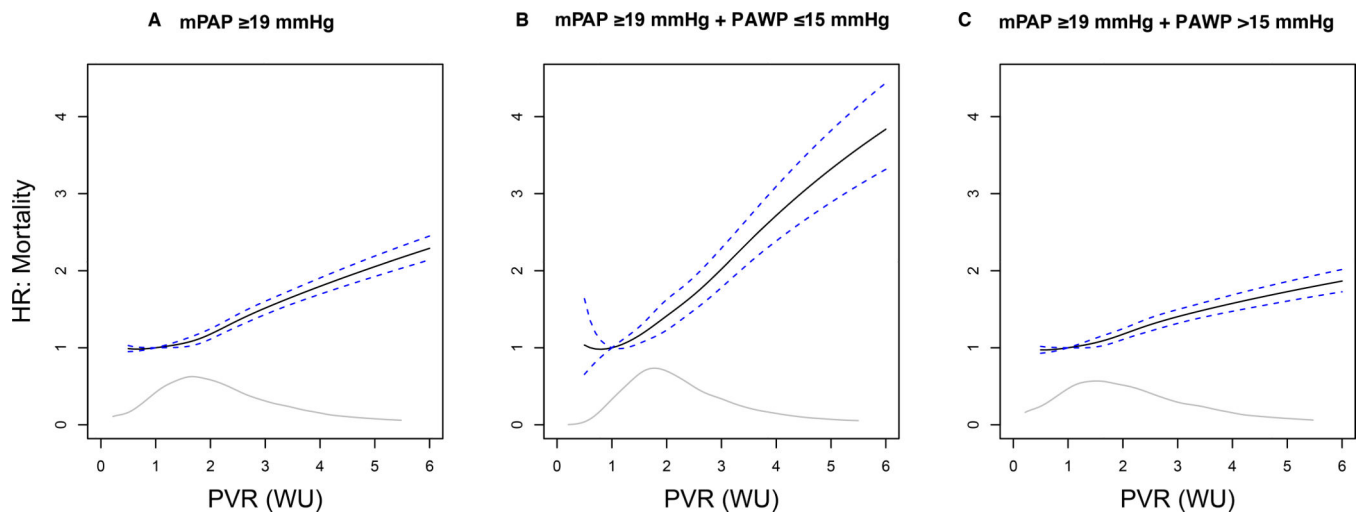 A mPAP ≥19 mmHg
B mPAP ≥19 mmHg + PAWP ≤15 mmHg
C mPAP ≥19 mmHg + PAWP >15 mmHg
HR: Mortality
4
3
2
1
0
0 1 2 3 4 5 6
PVR (WU)
4
3
2
1
0
0 1 2 3 4 5 6
PVR (WU)
4
3
2
1
0
0 1 2 3 4 5 6
PVR (WU)